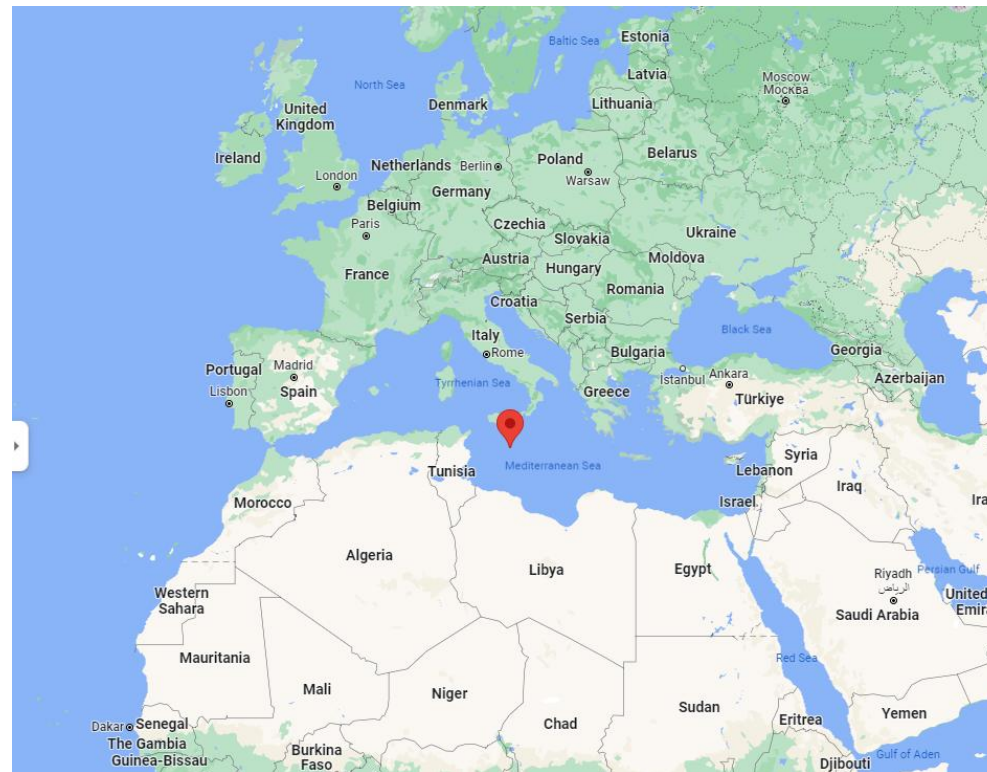 Estonia
Baltic Sea
Latvia
Moscow
Москва
North Sea
Denmark
Lithuania
United
Kingdom
Belarus
Ireland
Netherlands
Berlin
Poland
London
Warsaw
Germany
Belgium
Paris
Czechia
Ukraine
Slovakia
Austria
Moldova
France
Hungary
Romania
Croatia
Serbia
Italy
Black Sea
Rome
Bulgaria
Georgia
Madrid
Portugal
Tyrrhenian Sea
İstanbul
Ankara
Azerbaijan
Lisbon
Spain
Greece
Türkiye
Syria
Tunisia
Mediterranean Sea
Lebanon
Iraq
Israel
Ira
Morocco
Algeria
Libya
Egypt
Persian Gulf
Riyadh
الرياض
Western
Sahara
United
Emir
Saudi Arabia
Mauritania
Red Sea
Mali
Niger
Sudan
Chad
Eritrea
Yemen
Dakar
Senegal
The Gambia
Guinea-Bissau
Burkina
Faso
Gulf of Aden
Djibouti